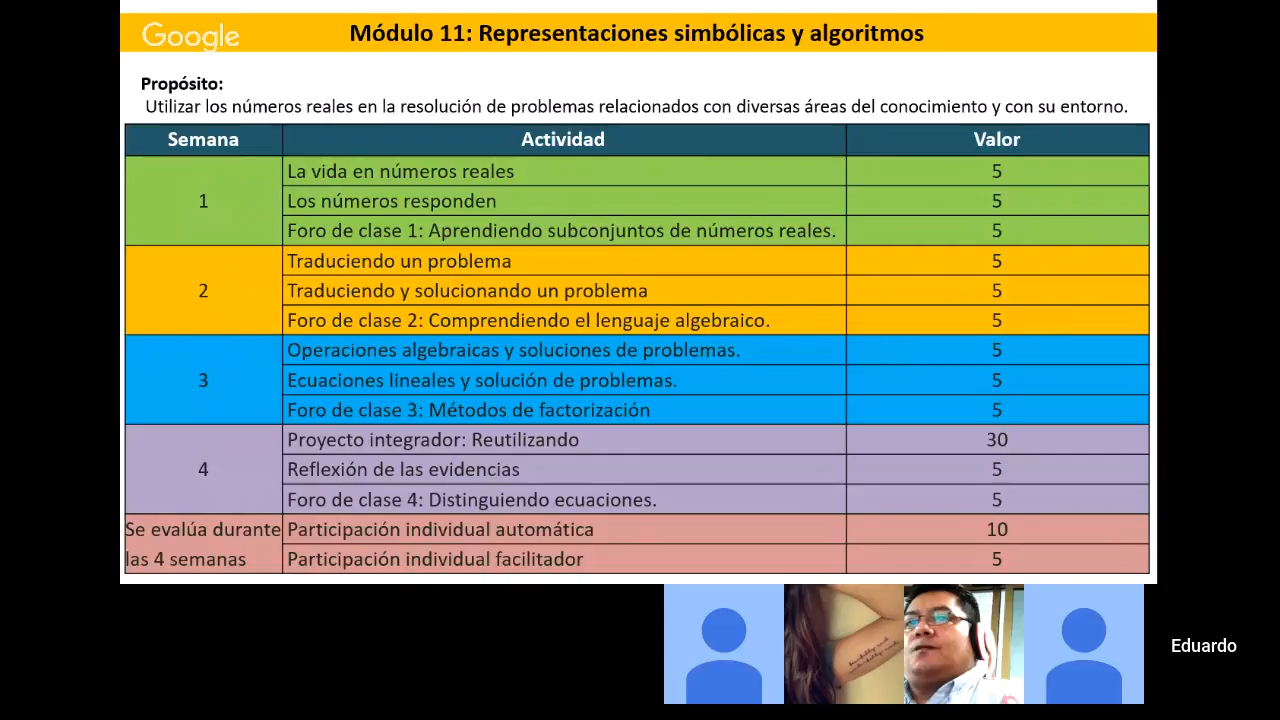 Google
Módulo 11: Representaciones simbólicas y algoritmos
Propósito:
Utilizar los números reales en la resolución de problemas relacionados con diversas áreas del conocimiento y con su entorno.
Semana Actividad Valor
La vida en números reales 5
1 Los números responden 5
Foro de clase 1: Aprendiendo subconjuntos de números reales. 5
Traduciendo un problema 5
2 Traduciendo y solucionando un problema 5
Foro de clase 2: Comprendiendo el lenguaje algebraico. 5
Operaciones algebraicas y soluciones de problemas. 5
3 Ecuaciones lineales y solución de problemas. 5
Foro de clase 3: Métodos de factorización 5
Proyecto integrador: Reutilizando 30
4 Reflexión de las evidencias 5
Foro de clase 4: Distinguiendo ecuaciones. 5
Se evalúa durante Participación individual automática 10
las 4 semanas Participación individual facilitador 5
Eduardo